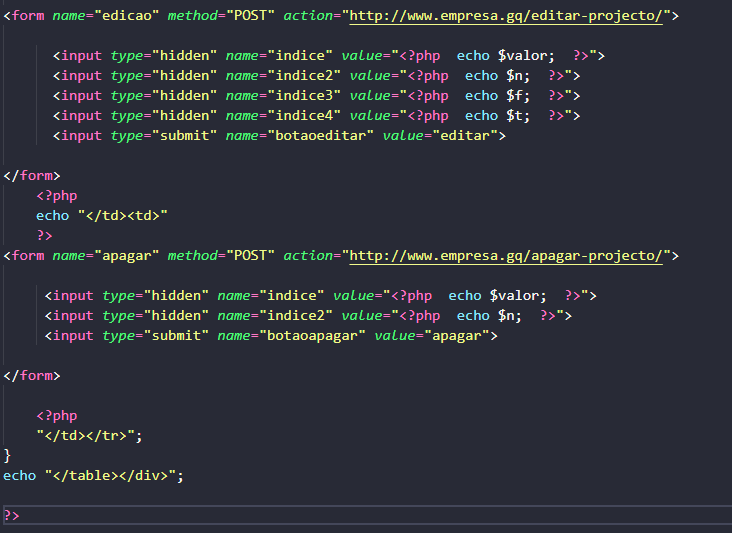 <form name="edicao" method="POST" action="http://www.empresa.gq/editar-projecto/">
<input type="hidden" name="indice" value="<?php  echo $valor;  ?>">
<input type="hidden" name="indice2" value="<?php  echo $n;  ?>">
<input type="hidden" name="indice3" value="<?php  echo $f;  ?>">
<input type="hidden" name="indice4" value="<?php  echo $t;  ?>">
<input type="submit" name="botaoeditar" value="editar">
</form>
<?php
echo "</td><td>"
?>
<form name="apagar" method="POST" action="http://www.empresa.gq/apagar-projecto/">
<input type="hidden" name="indice" value="<?php  echo $valor;  ?>">
<input type="hidden" name="indice2" value="<?php  echo $n;  ?>">
<input type="submit" name="botaoapagar" value="apagar">
</form>
<?php
"</td></tr>";
}
echo "</table></div>";
?>